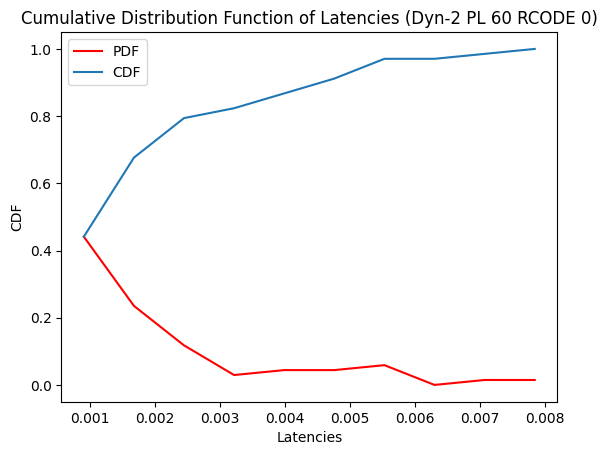 Cumulative Distribution Function of Latencies (Dyn-2 PL 60 RCODE 0)
PDF
CDF
CDF
1.0
0.8
0.6
0.4
0.2
0.0
0.001 0.002 0.003 0.004 0.005 0.006 0.007 0.008
Latencies